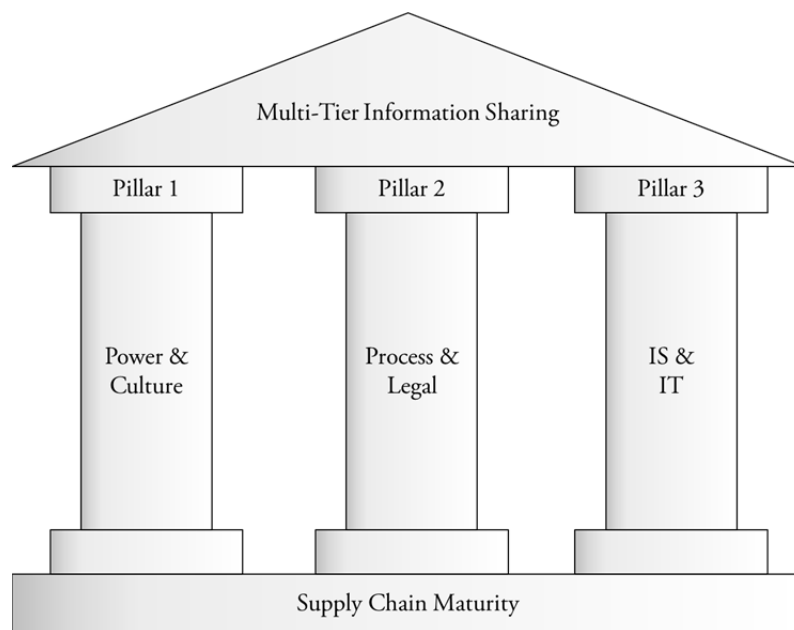 Multi-Tier Information Sharing
Pillar 1
Pillar 2
Pillar 3
Power &
Culture
Process &
Legal
IS &
IT
Supply Chain Maturity